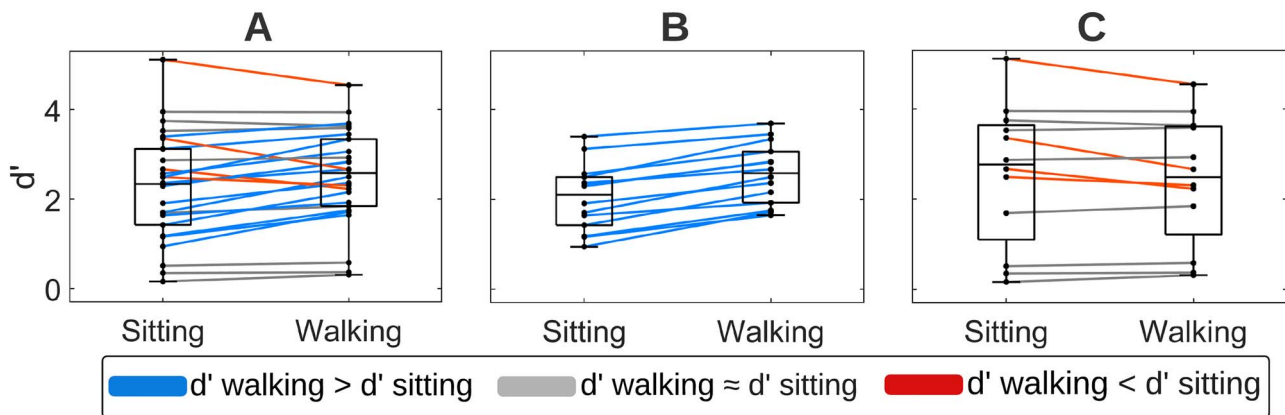 A B C
d'
4
2
0
Sitting Walking Sitting Walking Sitting Walking
d' walking > d' sitting d' walking ≈ d' sitting d' walking < d' sitting